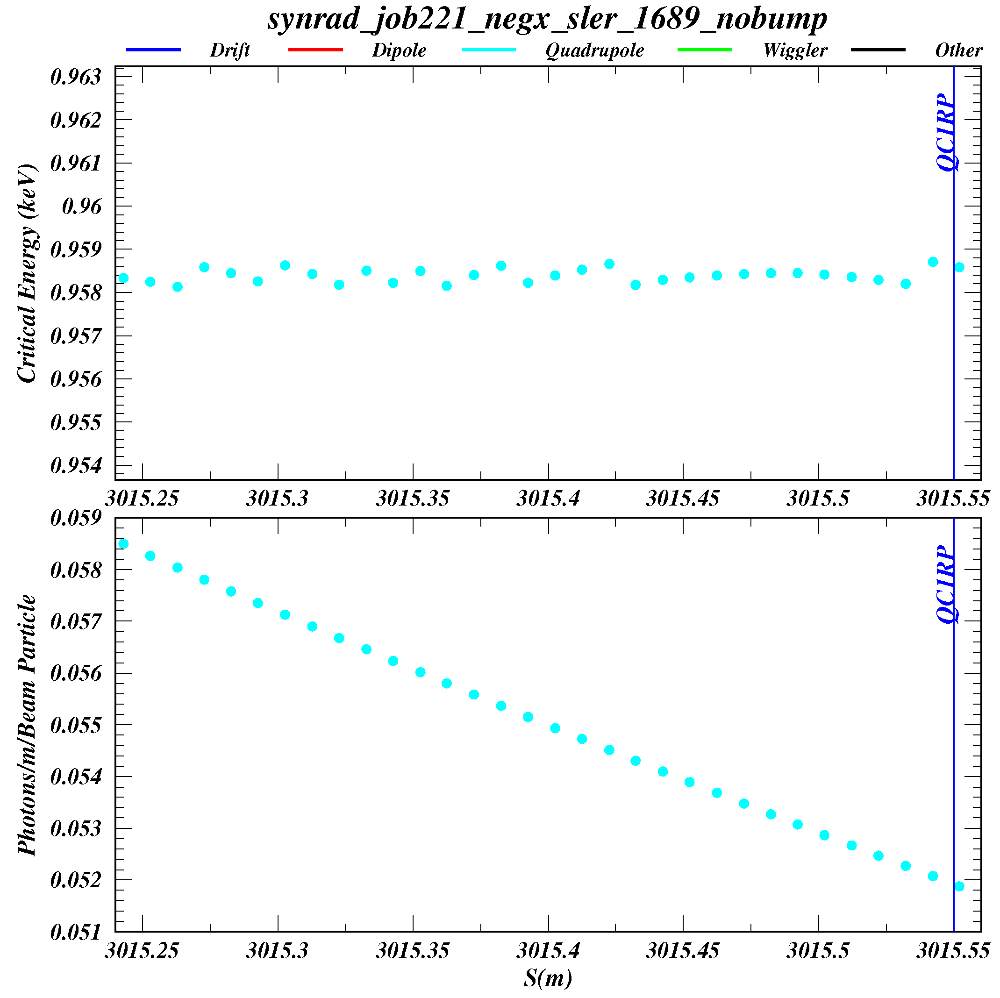 synrad_job221_negx_sler_1689_nobump
Drift Dipole Quadrupole Wiggler Other
Critical Energy (keV)
0.963
0.962
0.961
0.96
0.959
0.958
0.957
0.956
0.955
0.954
QC1RP
3015.25 3015.3 3015.35 3015.4 3015.45 3015.5 3015.55
Photons/m/Beam Particle
0.059
0.058
0.057
0.056
0.055
0.054
0.053
0.052
0.051
QC1RP
3015.25 3015.3 3015.35 3015.4 3015.45 3015.5 3015.55
S(m)